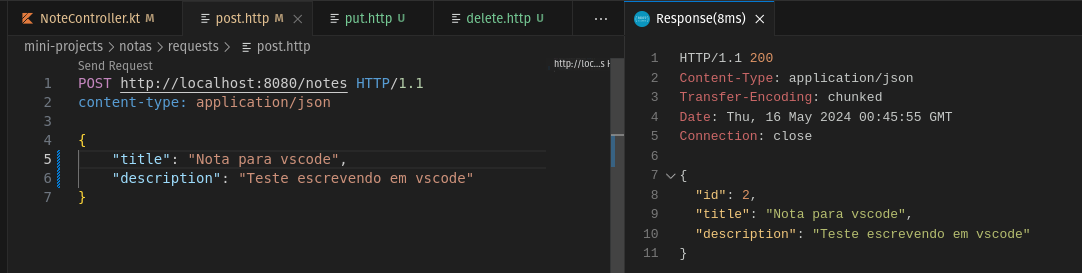 NoteController.kt M
post.http M
put.http U
delete.http U
...
mini-projects > notas > requests > post.http
Send Request
1 POST http://localhost:8080/notes HTTP/1.1
2 content-type: application/json
3
4 {
5 "title": "Nota para vscode",
6 "description": "Teste escrevendo em vscode"
7 }
http://loc...s H
Response(8ms)
1 HTTP/1.1 200
2 Content-Type: application/json
3 Transfer-Encoding: chunked
4 Date: Thu, 16 May 2024 00:45:55 GMT
5 Connection: close
6
7 {
8 "id": 2,
9 "title": "Nota para vscode",
10 "description": "Teste escrevendo em vscode"
11 }